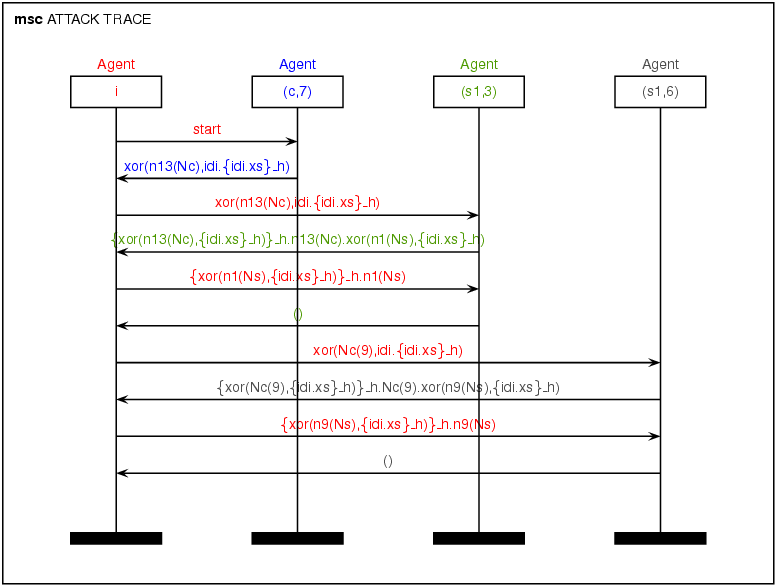 msc ATTACK TRACE
Agent Agent Agent Agent
i (c,7) (s1,3) (s1,6)
start
xor(n13(Nc),idi.{idi.xs}_h)
xor(n13(Nc),idi.{idi.xs}_h)
{xor(n13(Nc),{idi.xs}_h)}_h.n13(Nc).xor(n1(Ns),{idi.xs}_h)
{xor(n1(Ns),{idi.xs}_h)}_h.n1(Ns)
()
xor(Nc(9),idi.{idi.xs}_h)
{xor(Nc(9),{idi.xs}_h)}_h.Nc(9).xor(n9(Ns),{idi.xs}_h)
{xor(n9(Ns),{idi.xs}_h)}_h.n9(Ns)
()